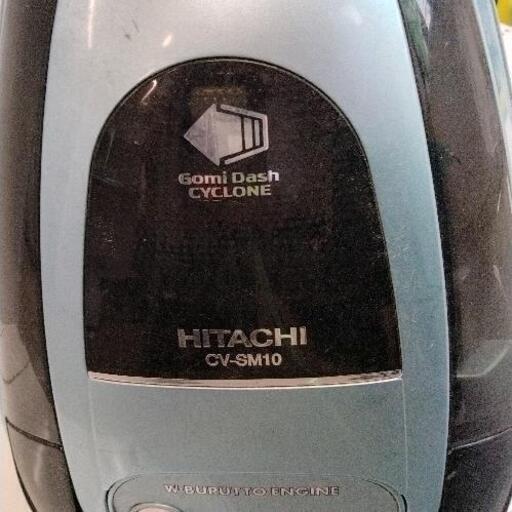 Gomi Dash
CYCLONE
HITACHI
CV-SM10
W-BURUTTO ENGINE